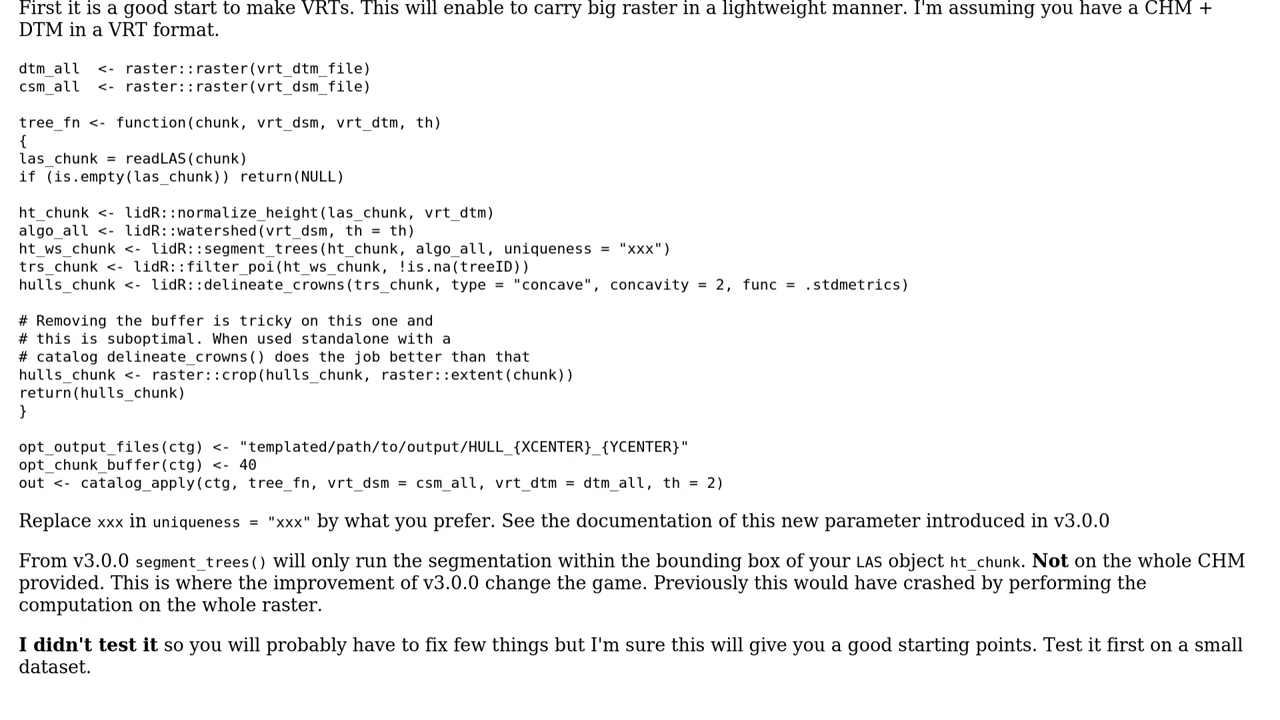 First it is a good start to make VRTs. This will enable to carry big raster in a lightweight manner. I'm assuming you have a CHM +
DTM in a VRT format.
dtm_all  <- raster::raster(vrt_dtm_file)
csm_all  <- raster::raster(vrt_dsm_file)
tree_fn <- function(chunk, vrt_dsm, vrt_dtm, th)
{
las_chunk = readLAS(chunk)
if (is.empty(las_chunk)) return(NULL)
ht_chunk <- lidR::normalize_height(las_chunk, vrt_dtm)
algo_all <- lidR::watershed(vrt_dsm, th = th)
ht_ws_chunk <- lidR::segment_trees(ht_chunk, algo_all, uniqueness = "xxx")
trs_chunk <- lidR::filter_poi(ht_ws_chunk, !is.na(treeID))
hulls_chunk <- lidR::delineate_crowns(trs_chunk, type = "concave", concavity = 2, func = .stdmetrics)
# Removing the buffer is tricky on this one and
# this is suboptimal. When used standalone with a
# catalog delineate_crowns() does the job better than that
hulls_chunk <- raster::crop(hulls_chunk, raster::extent(chunk))
return(hulls_chunk)
}
opt_output_files(ctg) <- "templated/path/to/output/HULL_{XCENTER}_{YCENTER}"
opt_chunk_buffer(ctg) <- 40
out <- catalog_apply(ctg, tree_fn, vrt_dsm = csm_all, vrt_dtm = dtm_all, th = 2)
Replace xxx in uniqueness = "xxx" by what you prefer. See the documentation of this new parameter introduced in v3.0.0
From v3.0.0 segment_trees() will only run the segmentation within the bounding box of your LAS object ht_chunk. Not on the whole CHM
provided. This is where the improvement of v3.0.0 change the game. Previously this would have crashed by performing the
computation on the whole raster.
I didn't test it so you will probably have to fix few things but I'm sure this will give you a good starting points. Test it first on a small
dataset.